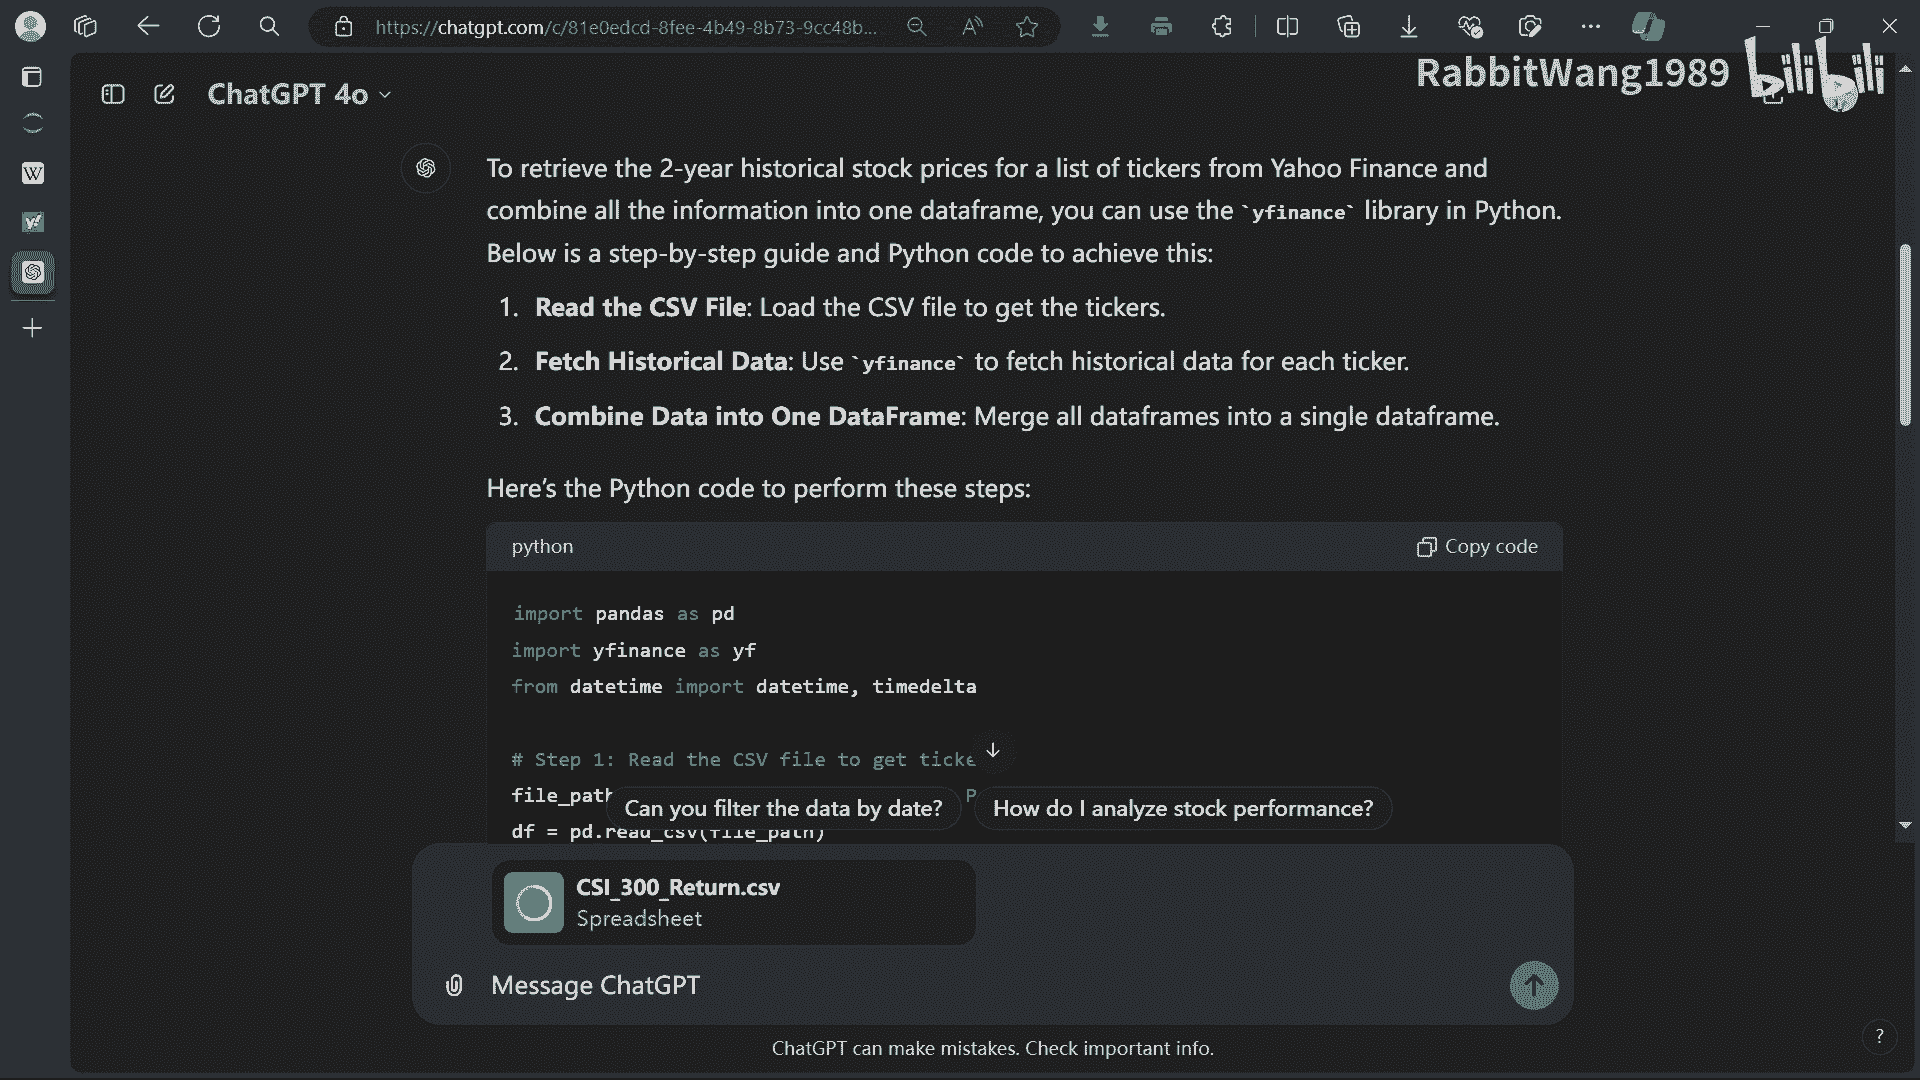 https://chatgpt.com/c/81e0edcd-8fee-4b49-8b73-9cc48b...
RabbitWang1989 bilibili
ChatGPT 4o
To retrieve the 2-year historical stock prices for a list of tickers from Yahoo Finance and
combine all the information into one dataframe, you can use the `yfinance` library in Python.
Below is a step-by-step guide and Python code to achieve this:
1. Read the CSV File: Load the CSV file to get the tickers.
2. Fetch Historical Data: Use `yfinance` to fetch historical data for each ticker.
3. Combine Data into One DataFrame: Merge all dataframes into a single dataframe.
Here's the Python code to perform these steps:
python Copy code
import pandas as pd
import yfinance as yf
from datetime import datetime, timedelta
# Step 1: Read the CSV file to get ticke
file_path
Can you filter the data by date? How do I analyze stock performance?
df = pd.read_csv(file_path)
CSI_300_Return.csv
Spreadsheet
Message ChatGPT
ChatGPT can make mistakes. Check important info.
?